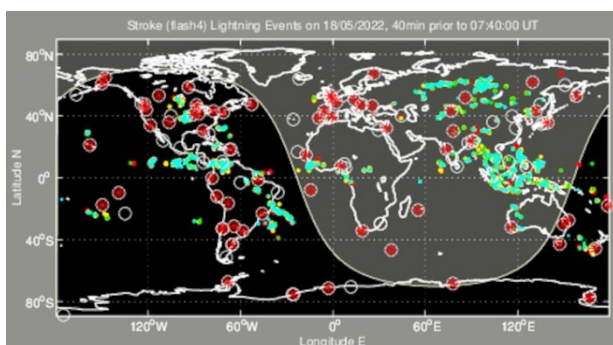 Stroke (flash4) Lightning Events on 18/05/2022, 40min prior to 07:40:00 UT
80°N
40°N
0°
40°S
80°S
Latitude N
120°W
60°W
0°
60°E
120°E
Longitude E